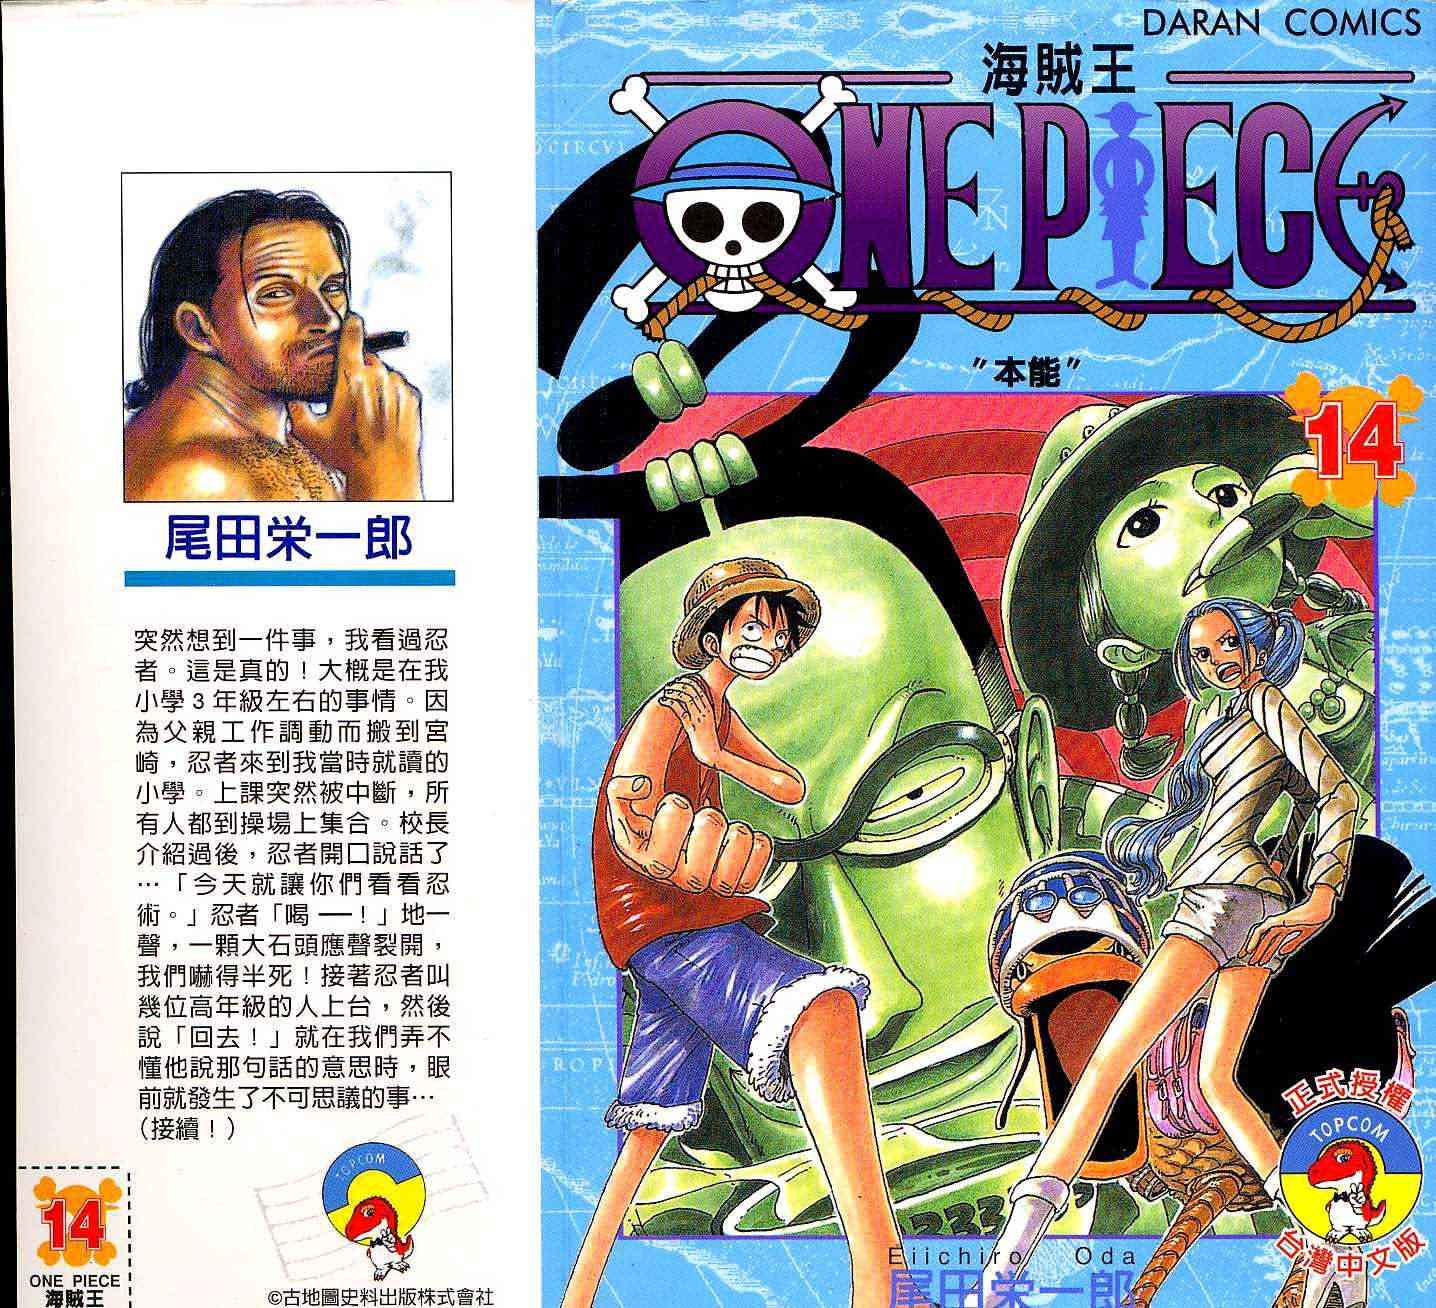 尾田栄一郎
突然想到一件事，我看過忍
者。這是真的！大概是在我
小學3年級左右的事情。因
為父親工作調動而搬到宮
崎，忍者來到我當時就讀的
小學。上課突然被中斷，所
有人都到操場上集合。校長
介紹過後，忍者開口說話了
…「今天就讓你們看看忍
術。」忍者「喝──！」地一
聲，一顆大石頭應聲裂開，
我們嚇得半死！接著忍者叫
幾位高年級的人上台，然後
說「回去！」就在我們弄不
懂他說那句話的意思時，眼
前就發生了不可思議的事…
（接續！）
TOPCOM
14
ONE PIECE
海賊王
©古地圖史料出版株式會社
DARAN COMICS
海賊王
ONE PIECE
"本能"
14
正式授權
TOPCOM
台灣中文版
Eiichiro Oda
尾田栄一郎